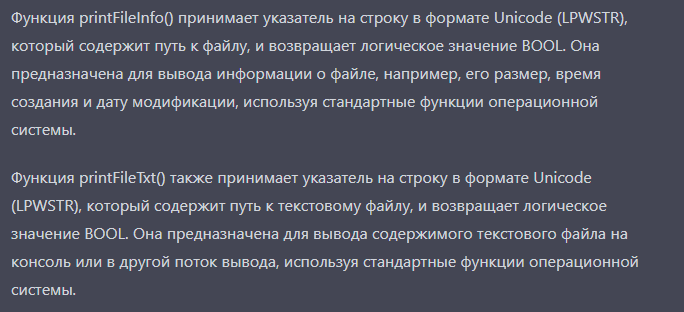 Функция printFileInfo() принимает указатель на строку в формате Unicode (LPWSTR),
который содержит путь к файлу, и возвращает логическое значение BOOL. Она
предназначена для вывода информации о файле, например, его размер, время
создания и дату модификации, используя стандартные функции операционной
системы.
Функция printFileTxt() также принимает указатель на строку в формате Unicode
(LPWSTR), который содержит путь к текстовому файлу, и возвращает логическое
значение BOOL. Она предназначена для вывода содержимого текстового файла на
консоль или в другой поток вывода, используя стандартные функции операционной
системы.